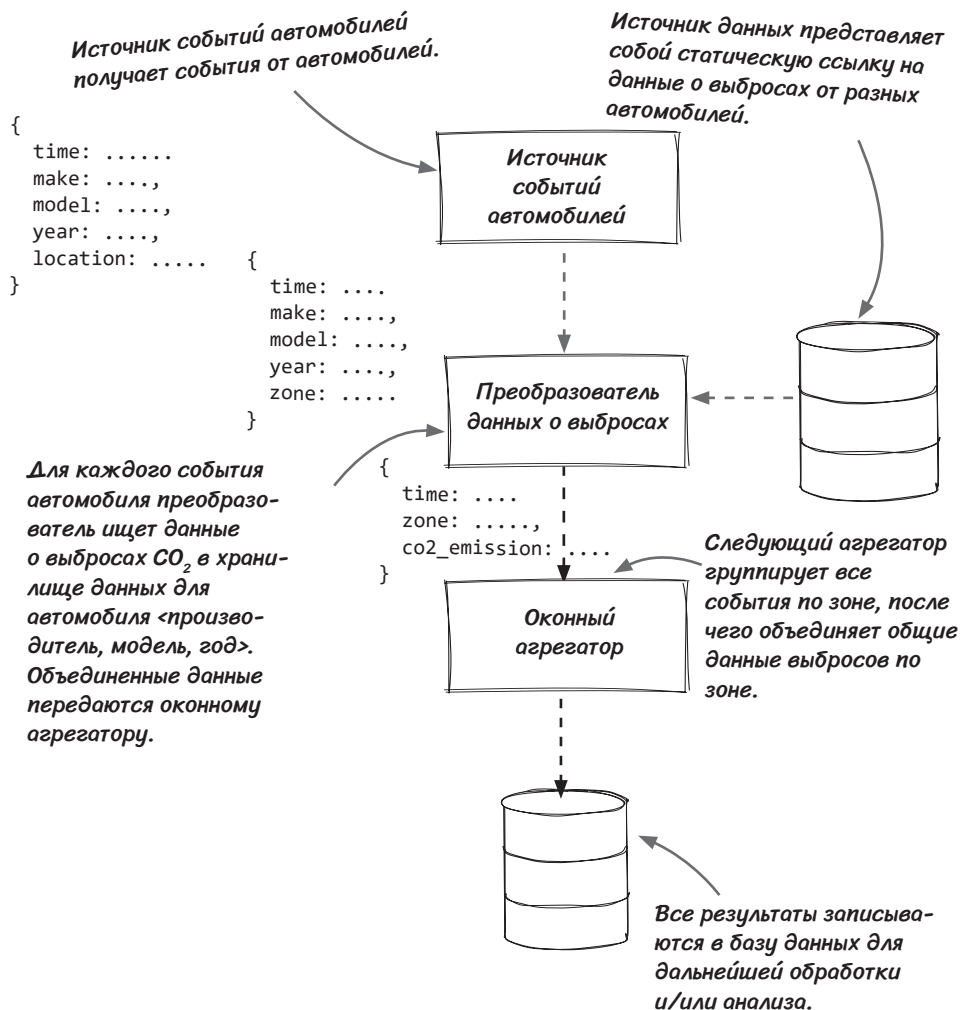 Источник событий автомобилей
получает события от автомобилей.
Источник данных представляет
собой статическую ссылку на
данные о выбросах от разных
автомобилей.
{
time: ......
make: ....,
model: ....,
year: ....,
location: .....
}
Источник
событий
автомобилей
{
time: ....
make: ....,
model: ....,
year: ....,
zone: .....
}
Преобразователь
данных о выбросах
Для каждого события
автомобиля преобразо-
ватель ищет данные
о выбросах CO₂ в храни-
лище данных для
автомобиля <произво-
дитель, модель, год>.
Объединенные данные
передаются оконному
агрегатору.
{
time: ....
zone: .....,
co2_emission: ....
}
Следующий агрегатор
группирует все
события по зоне, после
чего объединяет общие
данные выбросов по
зоне.
Оконный
агрегатор
Все результаты записыва-
ются в базу данных для
дальнейшей обработки
и/или анализа.